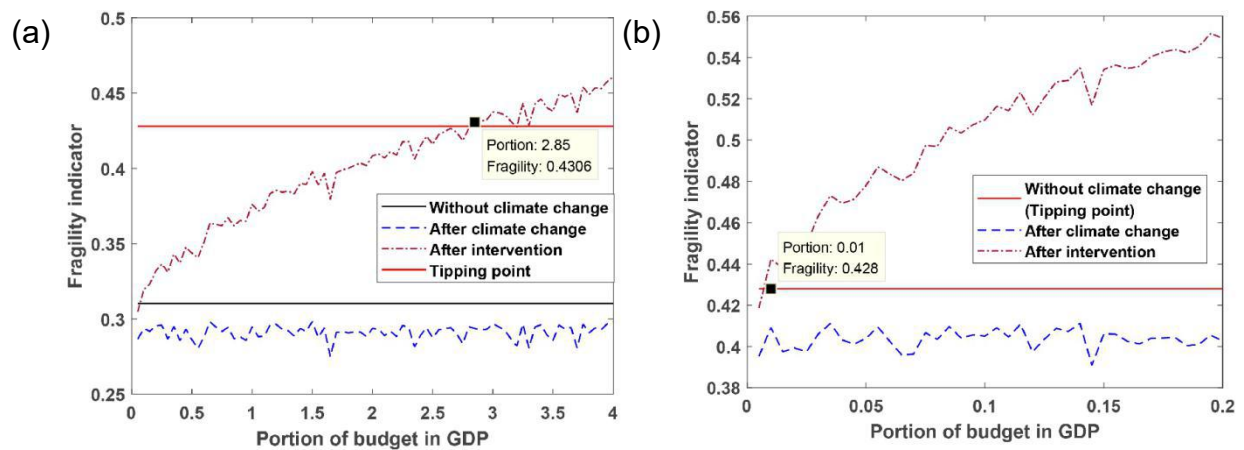 (a)
0.5
0.45
0.4
0.35
0.3
0.25
Fragility indicator
Portion: 2.85
Fragility: 0.4306
Without climate change
After climate change
After intervention
Tipping point
0 0.5 1 1.5 2 2.5 3 3.5 4
Portion of budget in GDP
(b)
0.56
0.54
0.52
0.5
0.48
0.46
0.44
0.42
0.4
0.38
Fragility indicator
Without climate change
(Tipping point)
After climate change
After intervention
Portion: 0.01
Fragility: 0.428
0 0.05 0.1 0.15 0.2
Portion of budget in GDP